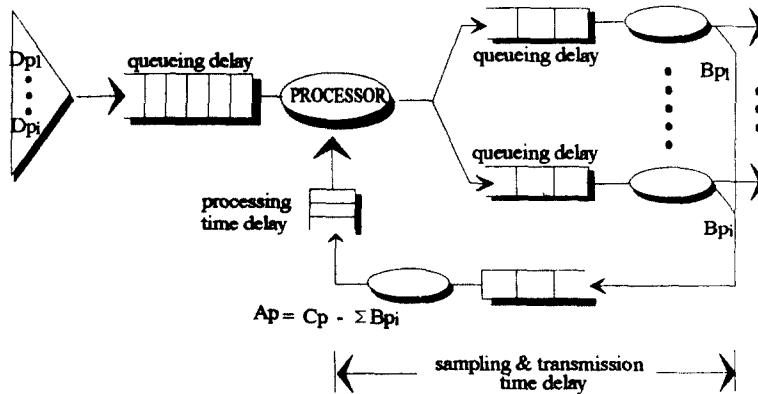 Dp1
Dpi
queueing delay
PROCESSOR
queueing delay
Bp1
queueing delay
Bpi
processing
time delay
Ap = Cp - ΣBpi
sampling & transmission
time delay